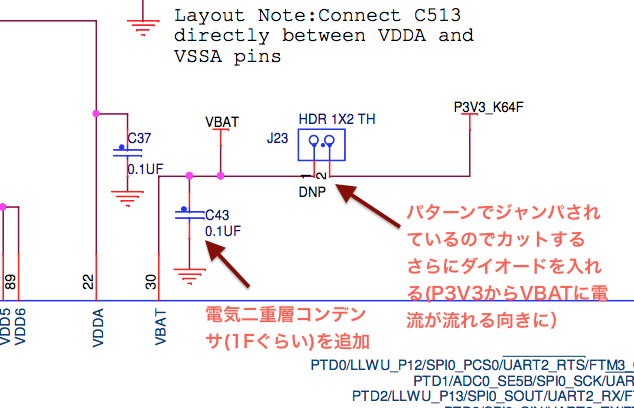 Layout Note:Connect C513
directly between VDDA and
VSSA pins
C37
0.1UF
VBAT
HDR 1X2 TH
J23
1
2
DNP
P3V3_K64F
C43
0.1UF
パターンでジャンパされ
ているのでカットする
さらにダイオードを入れ
る(P3V3からVBATに電
流が流れる向きに）
電気二重層コンデン
サ(1Fぐらい)を追加
89
22
30
VDD5
VDD6
VDDA
VBAT
PTD0/LLWU_P12/SPI0_PCS0/UART2_RTS/FTM3_
PTD1/ADC0_SE5B/SPI0_SCK/UAR
PTD2/LLWU_P13/SPI0_SOUT/UART2_RX/F